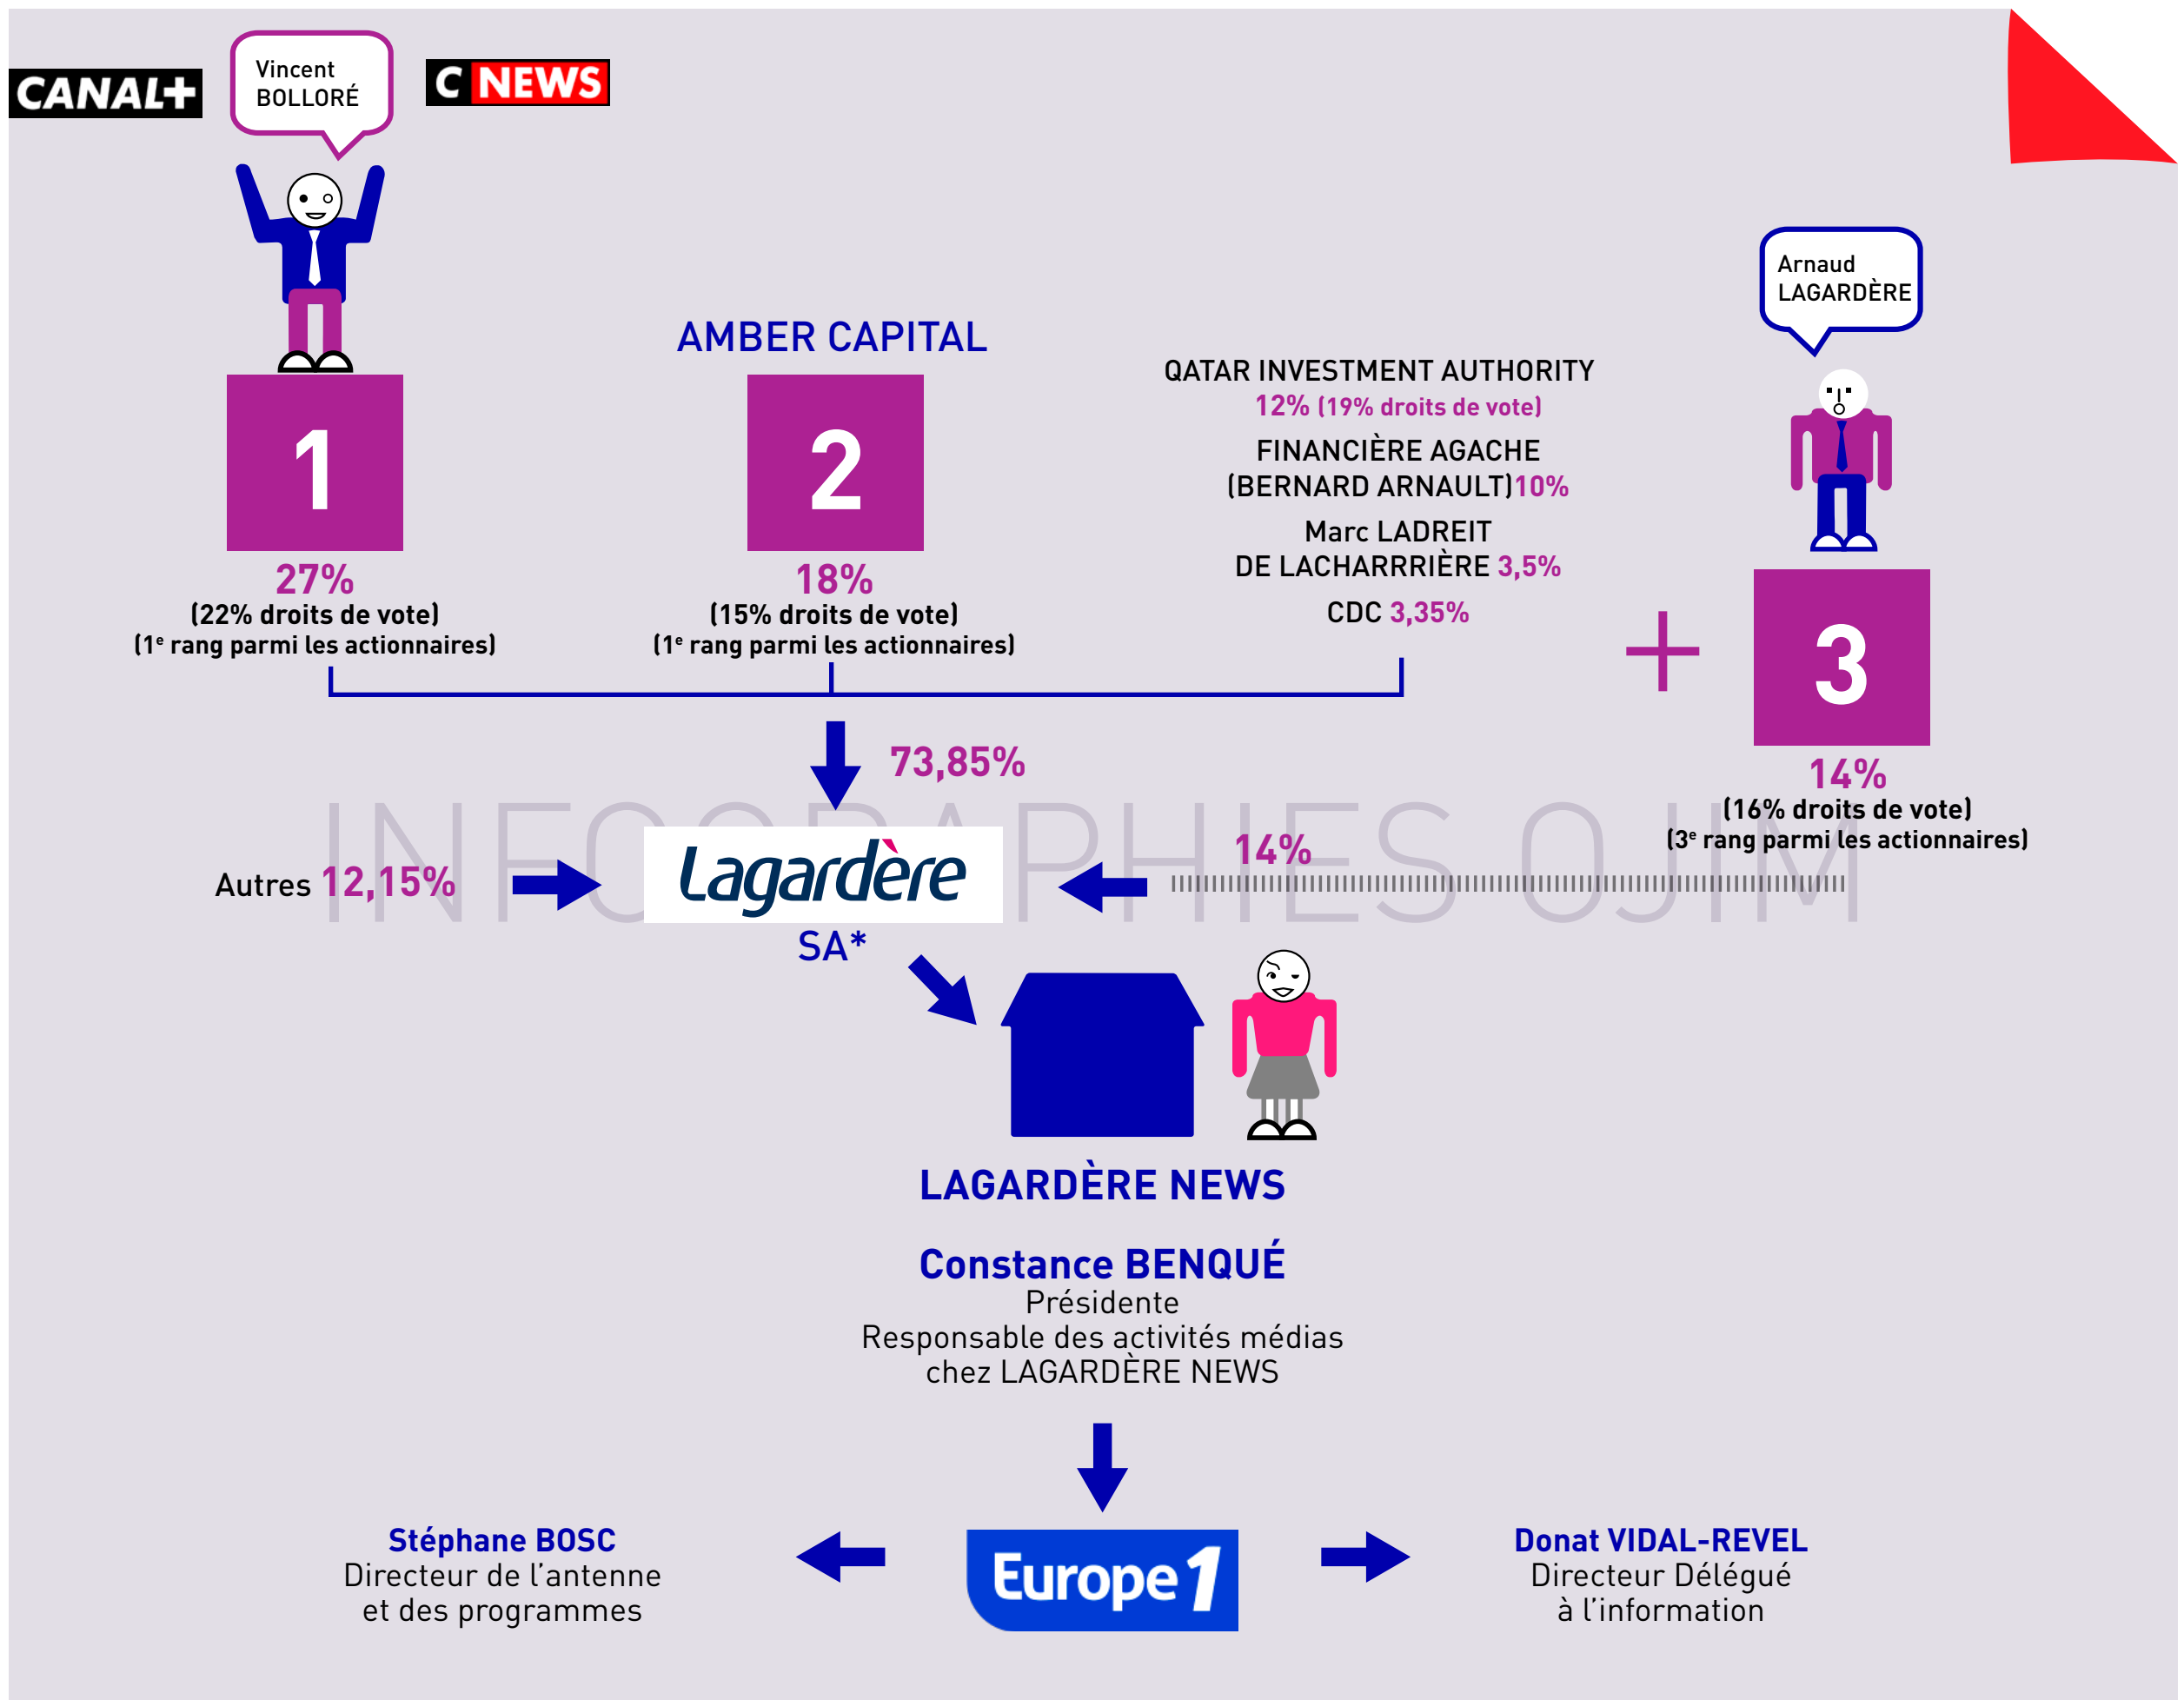 CANAL+
Vincent
BOLLORÉ
C NEWS
Arnaud
LAGARDÈRE
AMBER CAPITAL
QATAR INVESTMENT AUTHORITY
12% (19% droits de vote)
FINANCIÈRE AGACHE
(BERNARD ARNAULT)10%
Marc LADREIT
DE LACHARRRIÈRE 3,5%
CDC 3,35%
1
27%
(22% droits de vote)
(1e rang parmi les actionnaires)
2
18%
(15% droits de vote)
(1e rang parmi les actionnaires)
+
3
14%
(16% droits de vote)
(3e rang parmi les actionnaires)
73,85%
INFOGRAPHIES OJIM
Autres 12,15%
Lagardère
SA*
14%
LAGARDÈRE NEWS
Constance BENQUÉ
Présidente
Responsable des activités médias
chez LAGARDÈRE NEWS
Stéphane BOSC
Directeur de l’antenne
et des programmes
Europe 1
Donat VIDAL-REVEL
Directeur Délégué
à l’information